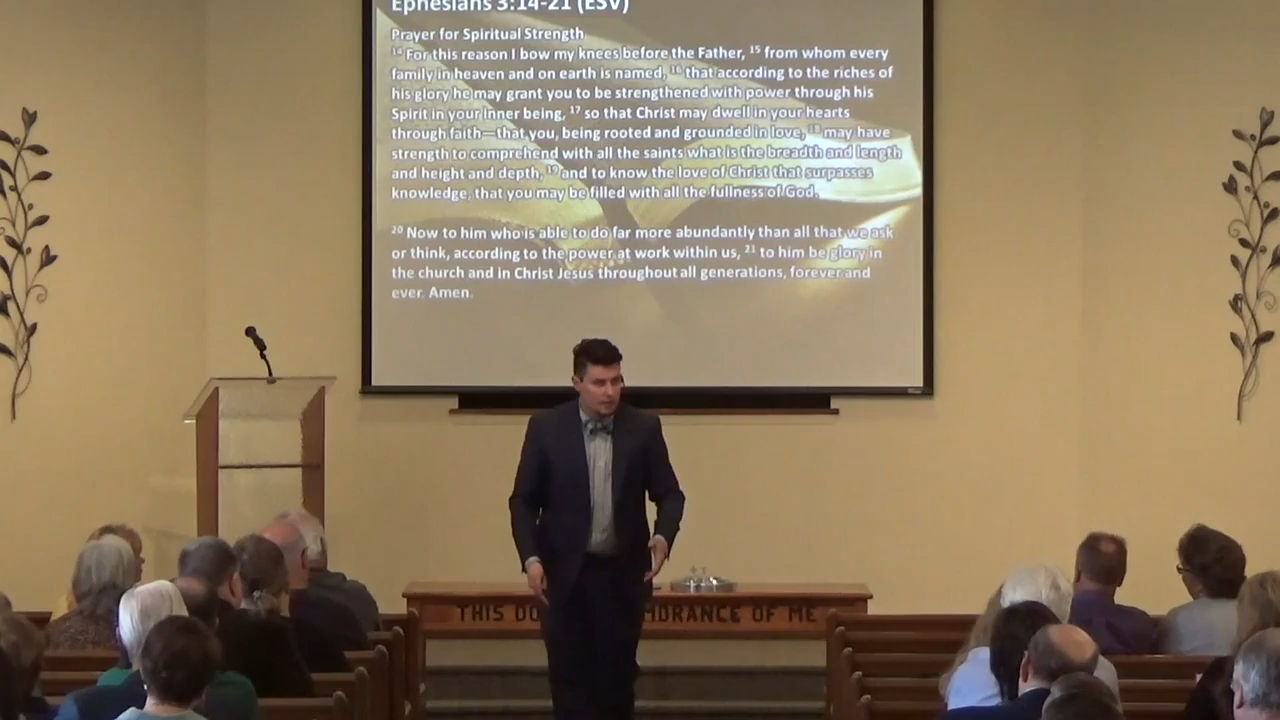 Ephesians 3:14-21 (ESV)
Prayer for Spiritual Strength
14 For this reason I bow my knees before the Father, 15 from whom every
family in heaven and on earth is named, 16 that according to the riches of
his glory he may grant you to be strengthened with power through his
Spirit in your inner being, 17 so that Christ may dwell in your hearts
through faith—that you, being rooted and grounded in love, 18 may have
strength to comprehend with all the saints what is the breadth and length
and height and depth, 19 and to know the love of Christ that surpasses
knowledge, that you may be filled with all the fullness of God.
20 Now to him who is able to do far more abundantly than all that we ask
or think, according to the power at work within us, 21 to him be glory in
the church and in Christ Jesus throughout all generations, forever and
ever. Amen.
THIS DO MBRANCE OF ME